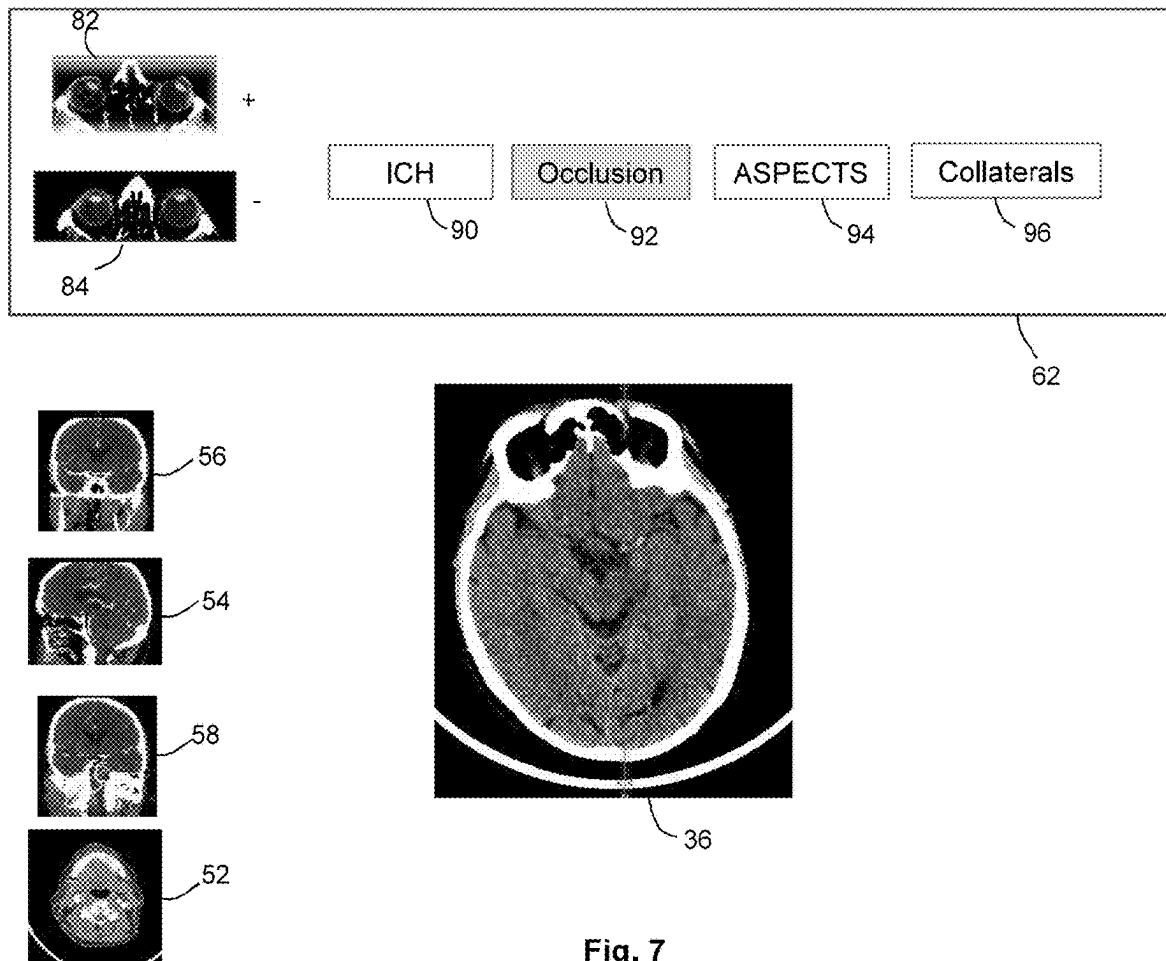 82
+
ICH
Occlusion
ASPECTS
Collaterals
-
90
92
94
96
84
62
56
54
58
36
52
Fig. 7